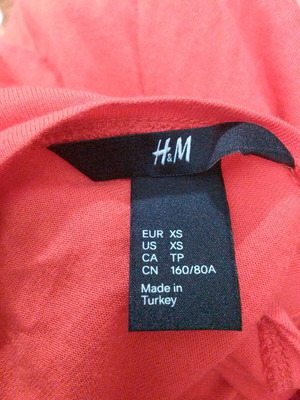 H&M
EUR XS
US XS
CA TP
CN 160/80A
Made in
Turkey